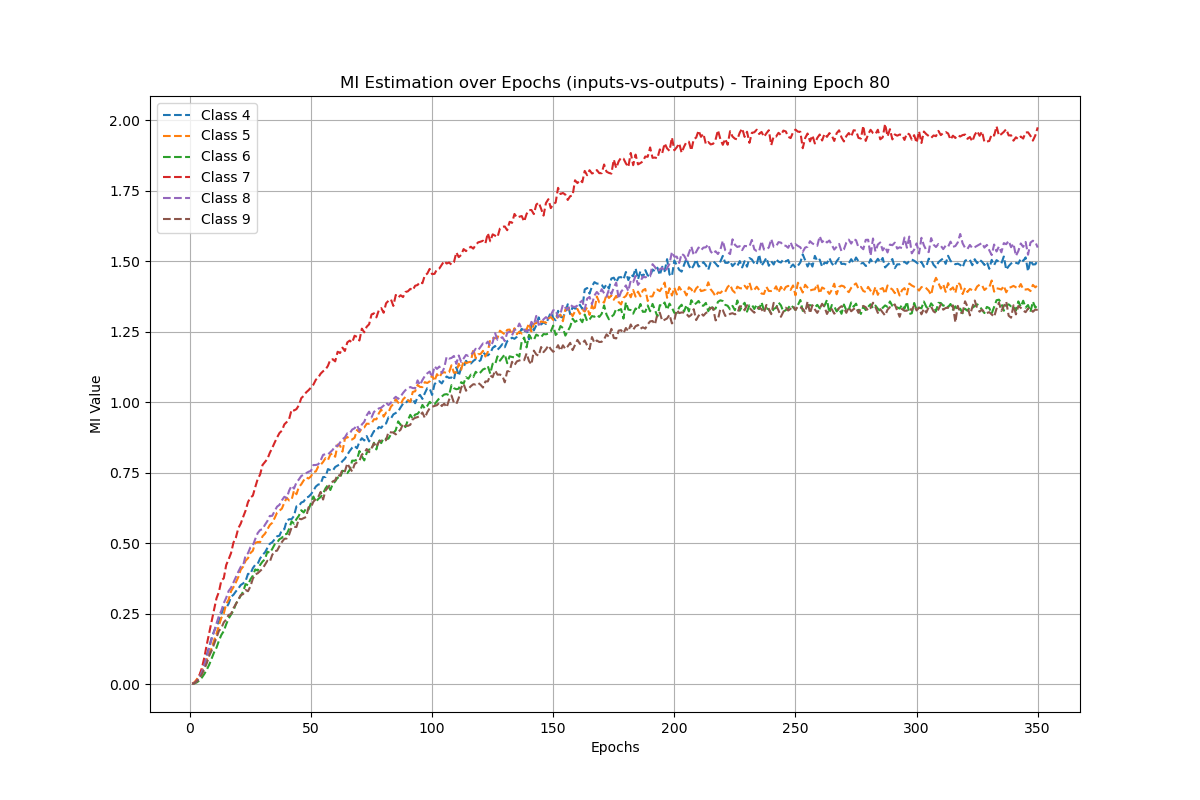 MI Estimation over Epochs (inputs-vs-outputs) - Training Epoch 80
Class 4
Class 5
Class 6
Class 7
Class 8
Class 9
MI Value
2.00
1.75
1.50
1.25
1.00
0.75
0.50
0.25
0.00
0 50 100 150 200 250 300 350
Epochs